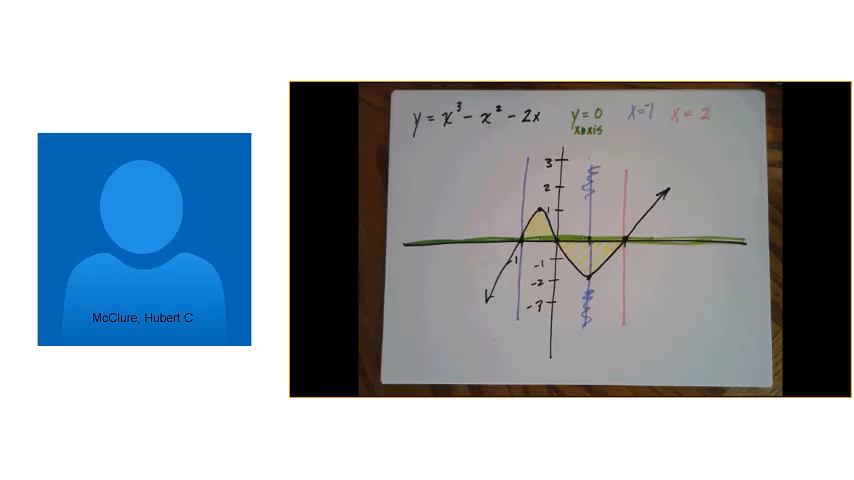 y = x³ - x² - 2x y=0 x=-1 x = 2
x axis
3
2
1
-1
-1
-2
-3
McClure, Hubert C.